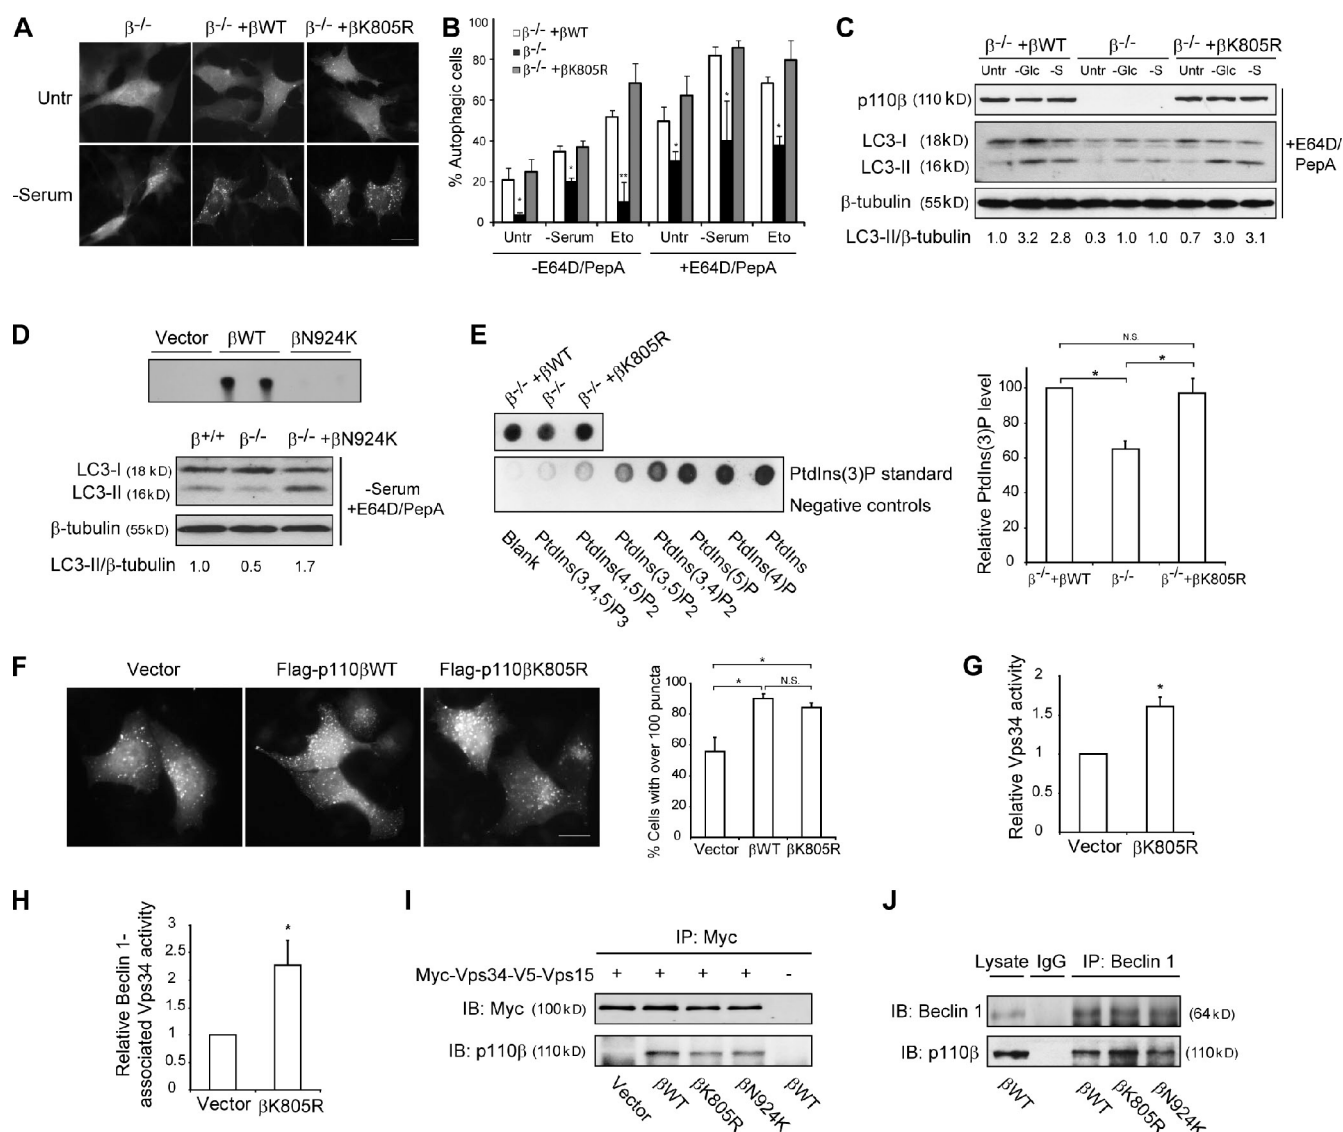 A
β-/-
β-/- +βWT
β-/- +βK805R
Untr
-Serum
B
% Autophagic cells
100
80
60
40
20
0
β-/- +βWT
β-/-
β-/- +βK805R
*
*
**
*
*
*
Untr -Serum Eto Untr -Serum Eto
-E64D/PepA +E64D/PepA
C
β-/- +βWT β-/- β-/- +βK805R
Untr -Glc -S Untr -Glc -S Untr -Glc -S
p110β (110 kD)
LC3-I (18kD)
LC3-II (16 kD)
β-tubulin (55kD)
+E64D/
PepA
LC3-II/β-tubulin 1.0 3.2 2.8 0.3 1.0 1.0 0.7 3.0 3.1
D
Vector βWT βN924K
β+/+ β-/- β-/- +βN924K
LC3-I (18 kD)
LC3-II (16kD)
β-tubulin (55kD)
-Serum
+E64D/PepA
LC3-II/β-tubulin 1.0 0.5 1.7
E
β-/- +βWT
β-/-
β-/- +βK805R
PtdIns(3)P standard
Negative controls
Blank
PtdIns(3,4,5)P3
PtdIns(4,5)P2
PtdIns(3,5)P2
PtdIns(3,4)P2
PtdIns(5)P
PtdIns(4)P
PtdIns
Relative PtdIns(3)P level
N.S.
* *
100
80
60
40
20
0
β-/-+βWT β-/- β-/-+βK805R
F
Vector Flag-p110βWT Flag-p110βK805R
% Cells with over 100 puncta
*
* N.S.
100
80
60
40
20
0
Vector βWT βK805R
G
Relative Vps34 activity
2
1.5
1
0.5
0
*
Vector βK805R
H
Relative Beclin 1-
associated Vps34 activity
3
2.5
2
1.5
1
0.5
0
*
Vector βK805R
I
IP: Myc
Myc-Vps34-V5-Vps15 + + + + -
IB: Myc (100kD)
IB: p110β (110kD)
Vector
βWT
βK805R
βN924K
βWT
J
Lysate IgG IP: Beclin 1
IB: Beclin 1 (64kD)
IB: p110β (110kD)
βWT
βWT
βK805R
βN924K